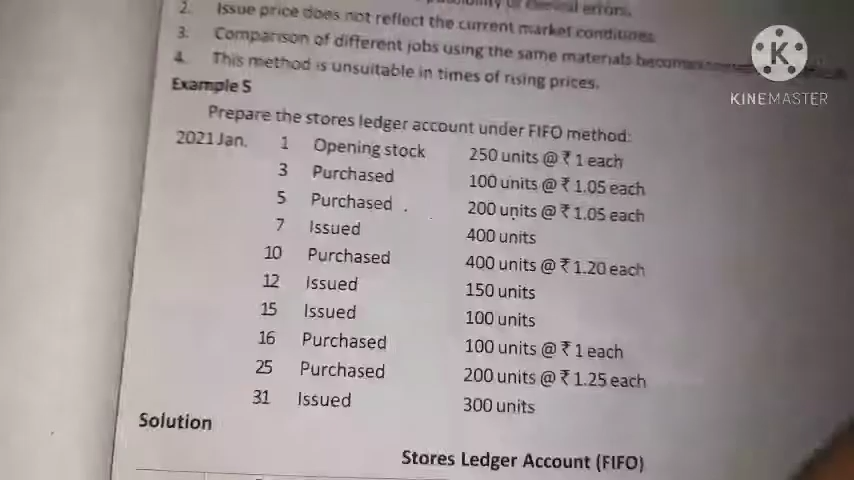 2. Issue price does not reflect the current market conditions.
3. Comparison of different jobs using the same materials becomes
4. This method is unsuitable in times of rising prices.
KINEMASTER
Example 5
Prepare the stores ledger account under FIFO method:
2021 Jan. 1 Opening stock 250 units @ ₹ 1 each
3 Purchased 100 units @ ₹ 1.05 each
5 Purchased 200 units @ ₹ 1.05 each
7 Issued 400 units
10 Purchased 400 units @ ₹ 1.20 each
12 Issued 150 units
15 Issued 100 units
16 Purchased 100 units @ ₹ 1 each
25 Purchased 200 units @ ₹ 1.25 each
31 Issued 300 units
Solution
Stores Ledger Account (FIFO)